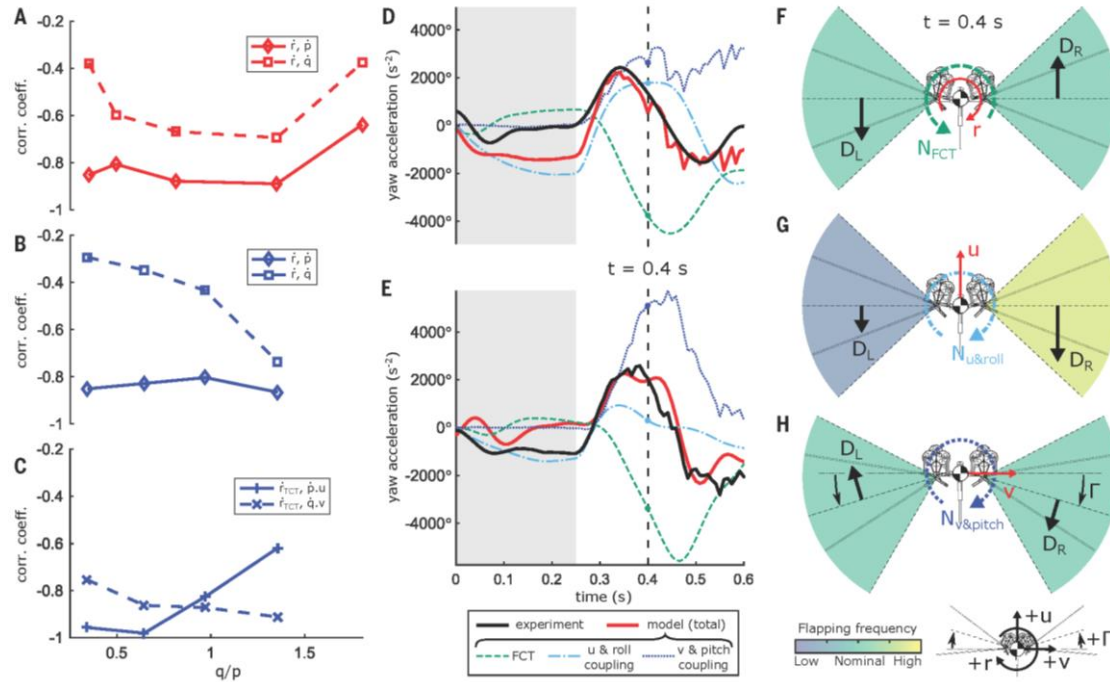 A
-0.2
-0.4
-0.6
-0.8
-1
corr. coeff.
ṙ, ṗ
ṙ, q̇
B
-0.2
-0.4
-0.6
-0.8
-1
corr. coeff.
ṙ, ṗ
ṙ, q̇
C
-0.2
-0.4
-0.6
-0.8
-1
corr. coeff.
ṙTCT, ṗ.u
ṙTCT, q̇.v
0.5
1
1.5
q/p
D
4000°
2000°
0°
-2000°
-4000°
yaw acceleration (s⁻²)
t = 0.4 s
E
4000°
2000°
0°
-2000°
-4000°
yaw acceleration (s⁻²)
0
0.1
0.2
0.3
0.4
0.5
0.6
time (s)
experiment
model (total)
FCT
u & roll
coupling
v & pitch
coupling
F
t = 0.4 s
DL
DR
r
NFCT
G
u
DL
DR
Nu&roll
H
DL
DR
Γ
v
Nv&pitch
Flapping frequency
Low
Nominal
High
+u
+Γ
+r
+v